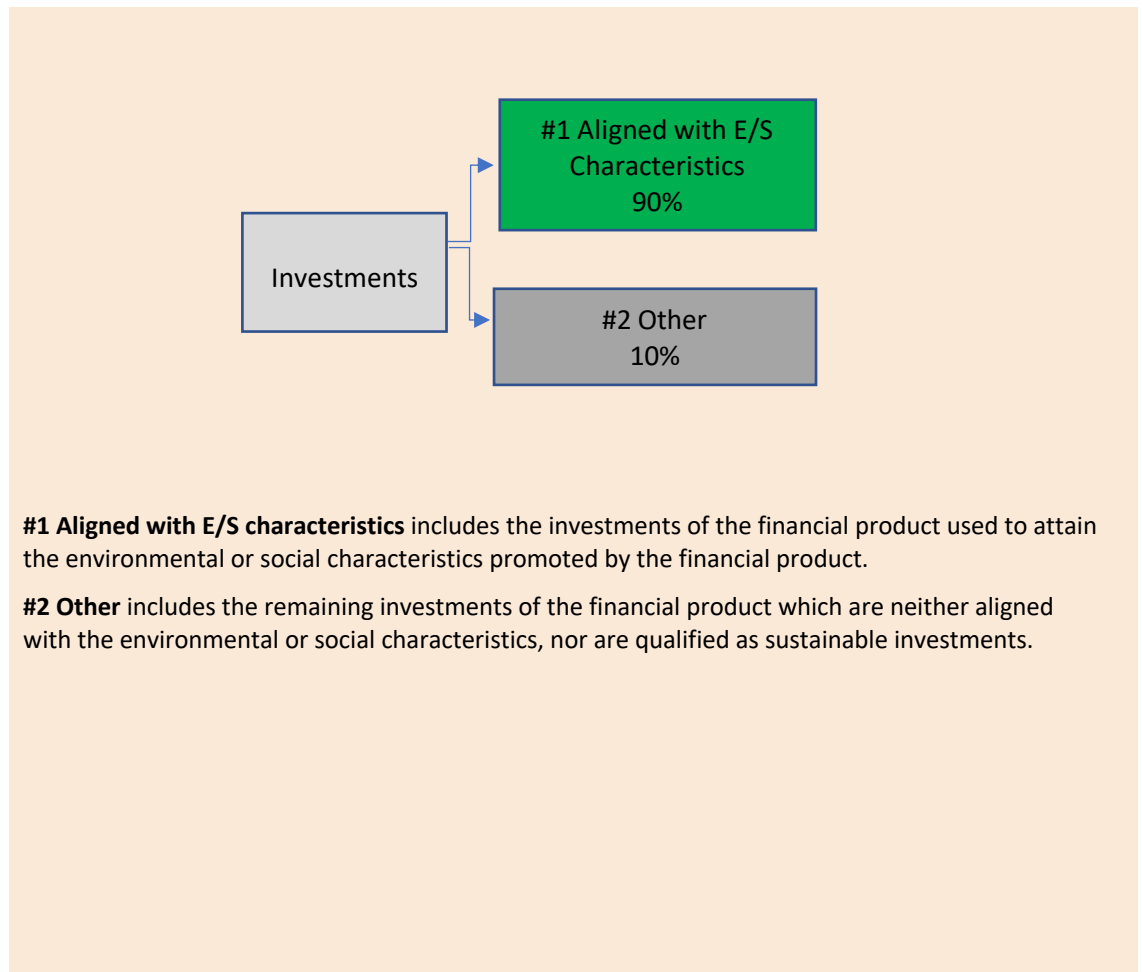 #1 Aligned with E/S
Characteristics
90%
Investments
#2 Other
10%
#1 Aligned with E/S characteristics includes the investments of the financial product used to attain
the environmental or social characteristics promoted by the financial product.
#2 Other includes the remaining investments of the financial product which are neither aligned
with the environmental or social characteristics, nor are qualified as sustainable investments.